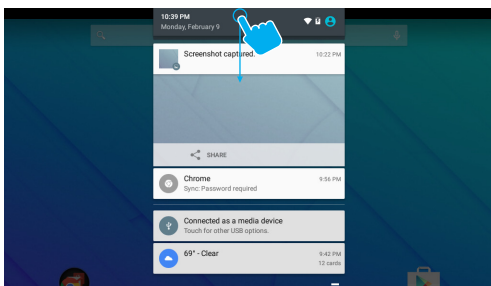 10:39 PM
Monday, February 9
Screenshot captured.
10:22 PM
SHARE
Chrome
9:56 PM
Sync: Password required
Connected as a media device
Touch for other USB options.
69° - Clear
9:42 PM
12 cards